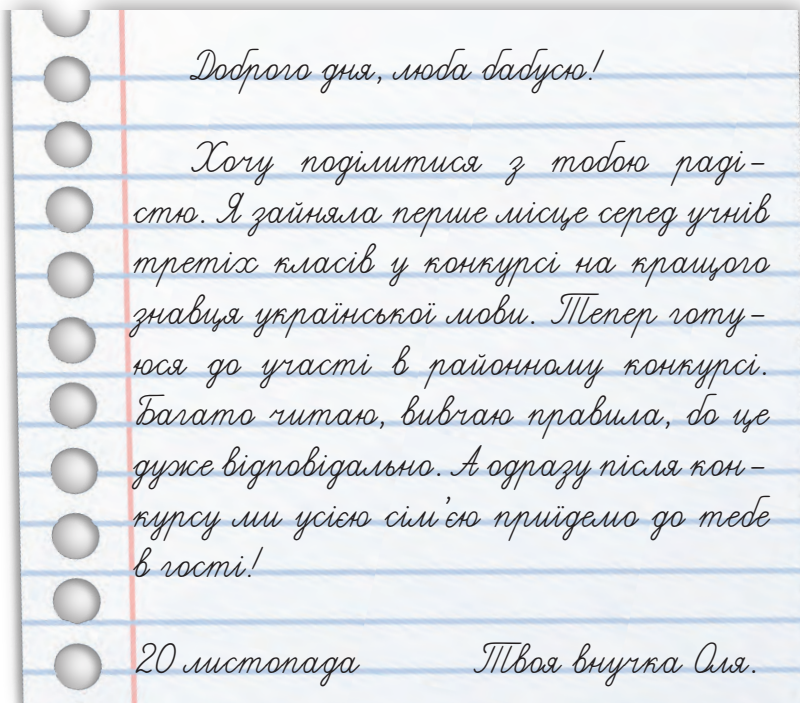 Доброго дня, люба бабусю!
Хочу поділитися з тобою раді-
стю. Я зайняла перше місце серед учнів
третіх класів у конкурсі на кращого
знавця української мови. Тепер готу-
юся до участі в районному конкурсі.
Багато читаю, вивчаю правила, бо це
дуже відповідально. А одразу після кон-
курсу ми усією сім'єю приїдемо до тебе
в гості!
20 листопада Твоя внучка Оля.